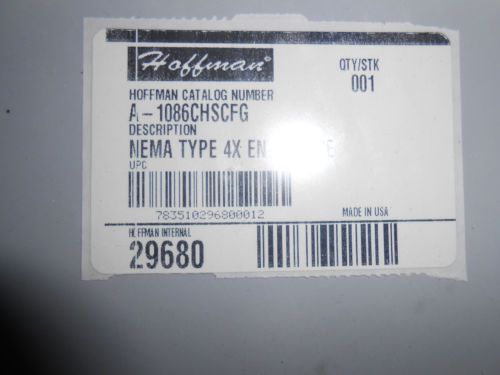 Hoffman®
QTY/STK
001
HOFFMAN CATALOG NUMBER
A-1086CHSCFG
DESCRIPTION
NEMA TYPE 4X
UPC
783510296800012
MADE IN USA
HOFFMAN INTERNAL
29680